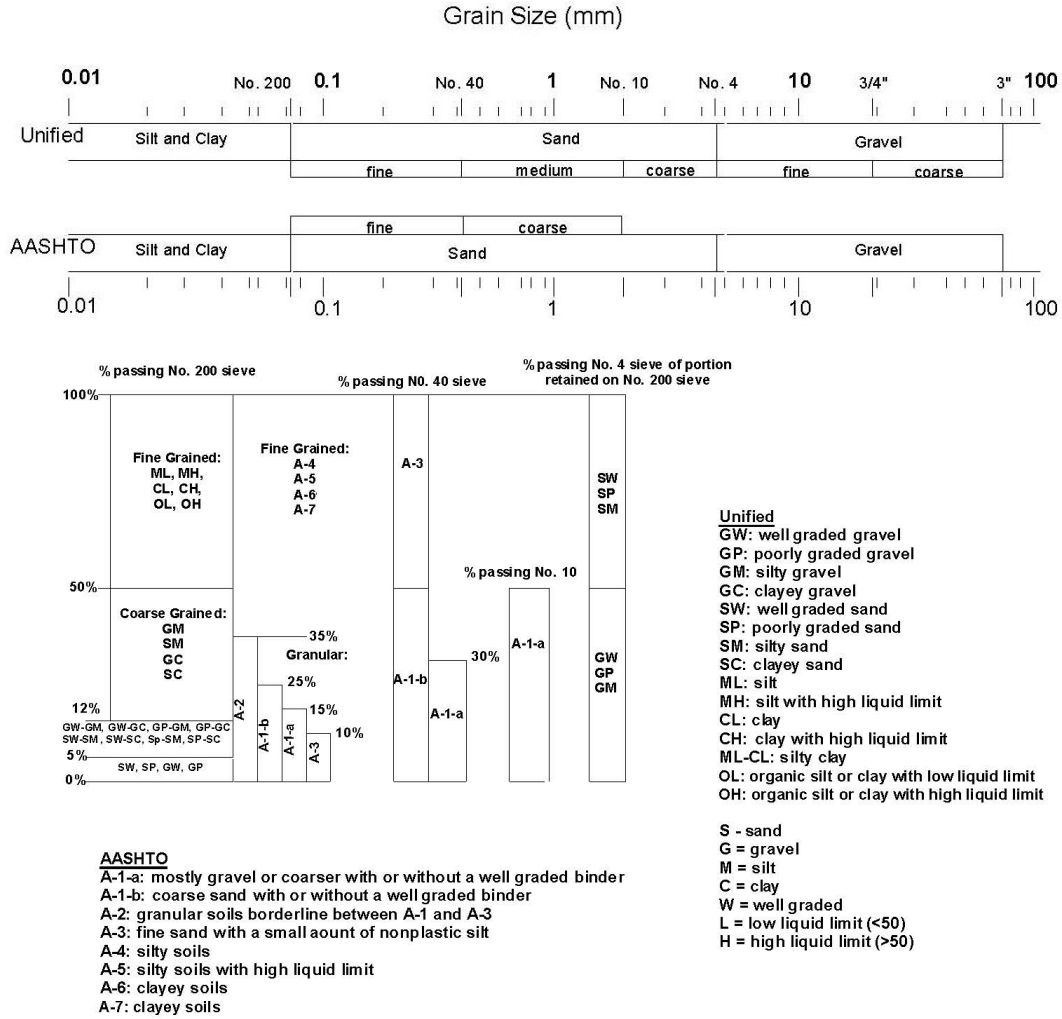 Grain Size (mm)
0.01 No. 200 0.1 No. 40 1 No. 10 No. 4 10 3/4" 3" 100
Unified Silt and Clay Sand Gravel
fine medium coarse fine coarse
fine coarse
AASHTO Silt and Clay Sand Gravel
0.01 0.1 1 10 100
% passing No. 200 sieve
% passing N0. 40 sieve
% passing No. 4 sieve of portion
retained on No. 200 sieve
100%
Fine Grained:
ML, MH,
CL, CH,
OL, OH
Fine Grained:
A-4
A-5
A-6
A-7
A-3
SW
SP
SM
50%
% passing No. 10
Coarse Grained:
GM
SM
GC
SC
35%
Granular:
25%
15%
10%
A-2
A-1-b
A-1-a
A-3
A-1-b
30%
A-1-a
A-1-a
GW
GP
GM
12%
GW-GM, GW-GC, GP-GM, GP-GC
SW-SM, SW-SC, Sp-SM, SP-SC
5%
SW, SP, GW, GP
0%
Unified
GW: well graded gravel
GP: poorly graded gravel
GM: silty gravel
GC: clayey gravel
SW: well graded sand
SP: poorly graded sand
SM: silty sand
SC: clayey sand
ML: silt
MH: silt with high liquid limit
CL: clay
CH: clay with high liquid limit
ML-CL: silty clay
OL: organic silt or clay with low liquid limit
OH: organic silt or clay with high liquid limit
S - sand
G = gravel
M = silt
C = clay
W = well graded
L = low liquid limit (<50)
H = high liquid limit (>50)
AASHTO
A-1-a: mostly gravel or coarser with or without a well graded binder
A-1-b: coarse sand with or without a well graded binder
A-2: granular soils borderline between A-1 and A-3
A-3: fine sand with a small aount of nonplastic silt
A-4: silty soils
A-5: silty soils with high liquid limit
A-6: clayey soils
A-7: clayey soils